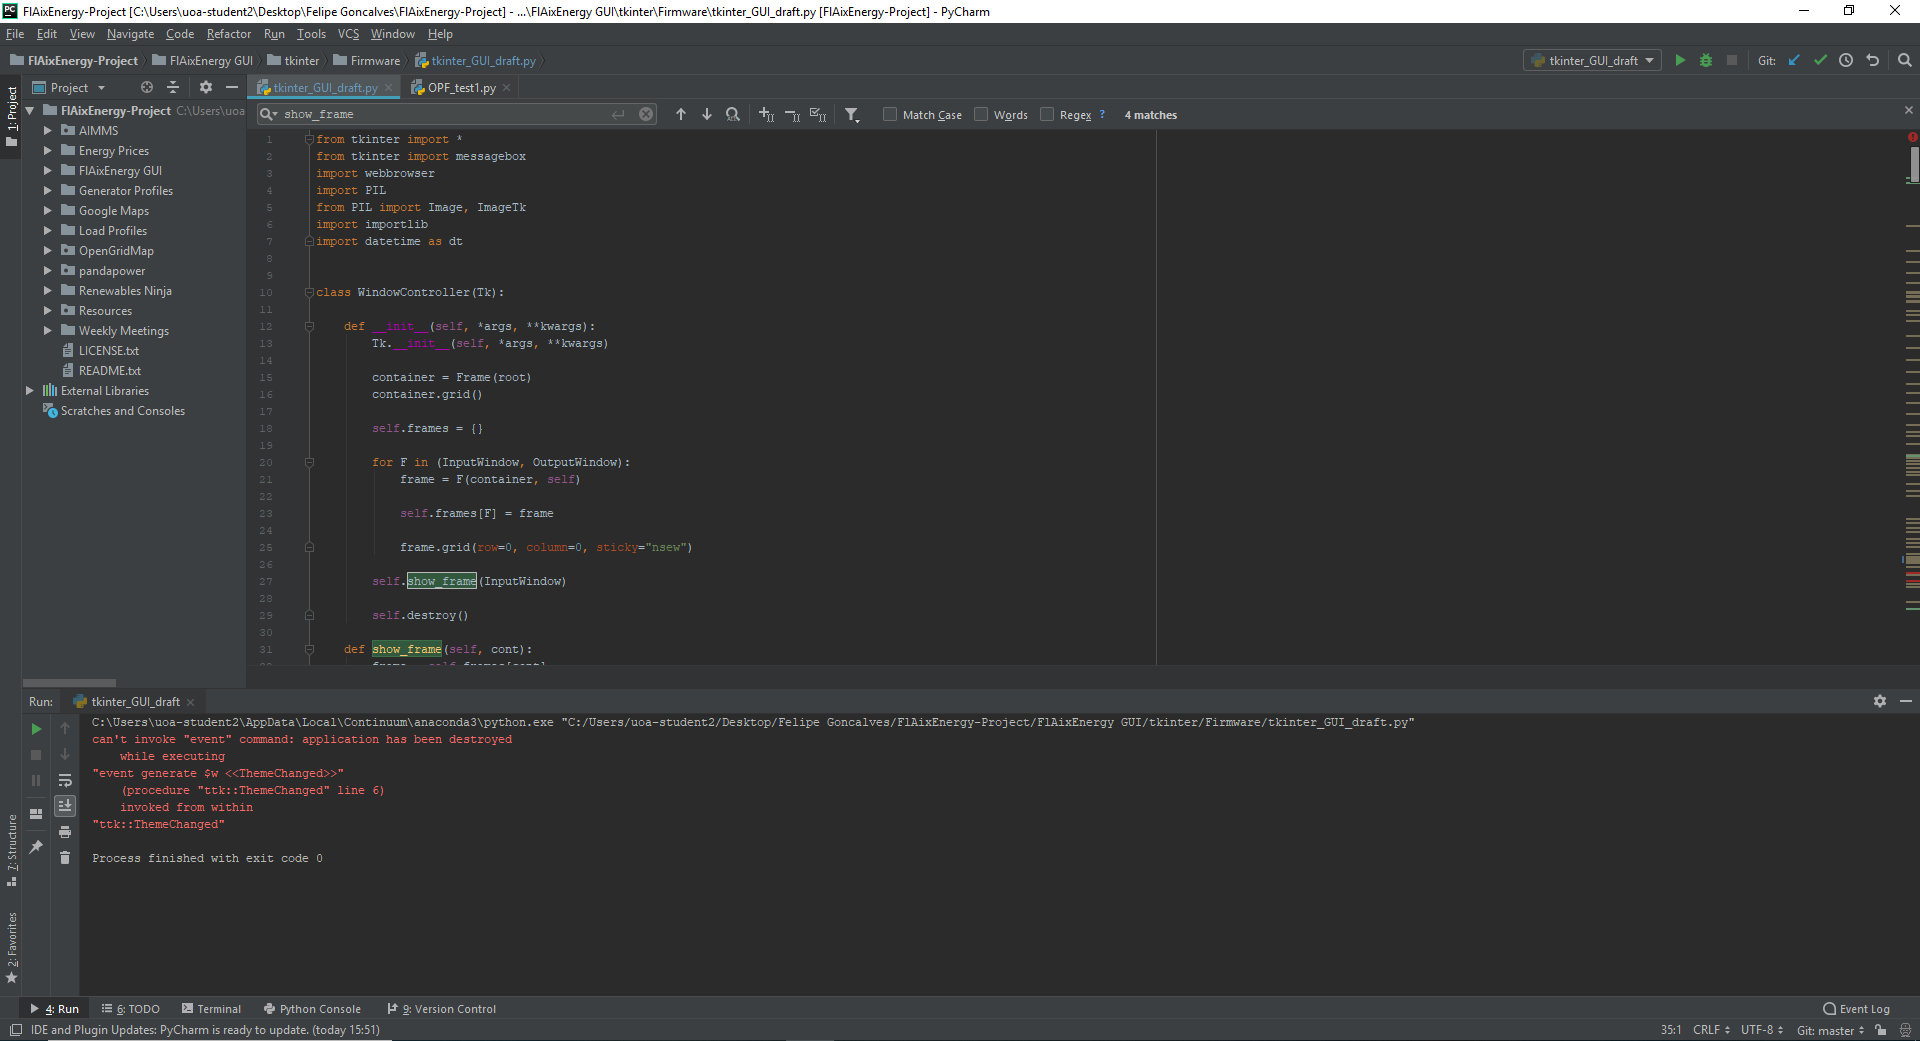 FlAixEnergy-Project [C:\Users\uoa-student2\Desktop\Felipe Goncalves\FlAixEnergy-Project] - ...\FlAixEnergy GUI\tkinter\Firmware\tkinter_GUI_draft.py [FlAixEnergy-Project] - PyCharm
File Edit View Navigate Code Refactor Run Tools VCS Window Help
FlAixEnergy-Project FlAixEnergy GUI tkinter Firmware tkinter_GUI_draft.py
tkinter_GUI_draft Git:
Project
tkinter_GUI_draft.py OPF_test1.py
1: Project
show_frame
Match Case Words Regex ? 4 matches
FlAixEnergy-Project C:\Users\uoa
AIMMS
Energy Prices
FlAixEnergy GUI
Generator Profiles
Google Maps
Load Profiles
OpenGridMap
pandapower
Renewables Ninja
Resources
Weekly Meetings
LICENSE.txt
README.txt
External Libraries
Scratches and Consoles
1 from tkinter import *
2 from tkinter import messagebox
3 import webbrowser
4 import PIL
5 from PIL import Image, ImageTk
6 import importlib
7 import datetime as dt
8
9
10 class WindowController(Tk):
11
12 def __init__(self, *args, **kwargs):
13 Tk.__init__(self, *args, **kwargs)
14
15 container = Frame(root)
16 container.grid()
17
18 self.frames = {}
19
20 for F in (InputWindow, OutputWindow):
21 frame = F(container, self)
22
23 self.frames[F] = frame
24
25 frame.grid(row=0, column=0, sticky="nsew")
26
27 self.show_frame(InputWindow)
28
29 self.destroy()
30
31 def show_frame(self, cont):
Run: tkinter_GUI_draft
C:\Users\uoa-student2\AppData\Local\Continuum\anaconda3\python.exe "C:/Users/uoa-student2/Desktop/Felipe Goncalves/FlAixEnergy-Project/FlAixEnergy GUI/tkinter/Firmware/tkinter_GUI_draft.py"
can't invoke "event" command: application has been destroyed
while executing
"event generate $w <<ThemeChanged>>"
(procedure "ttk::ThemeChanged" line 6)
invoked from within
"ttk::ThemeChanged"
Process finished with exit code 0
7: Structure
2: Favorites
4: Run 6: TODO Terminal Python Console 9: Version Control Event Log
IDE and Plugin Updates: PyCharm is ready to update. (today 15:51) 35:1 CRLF UTF-8 Git: master